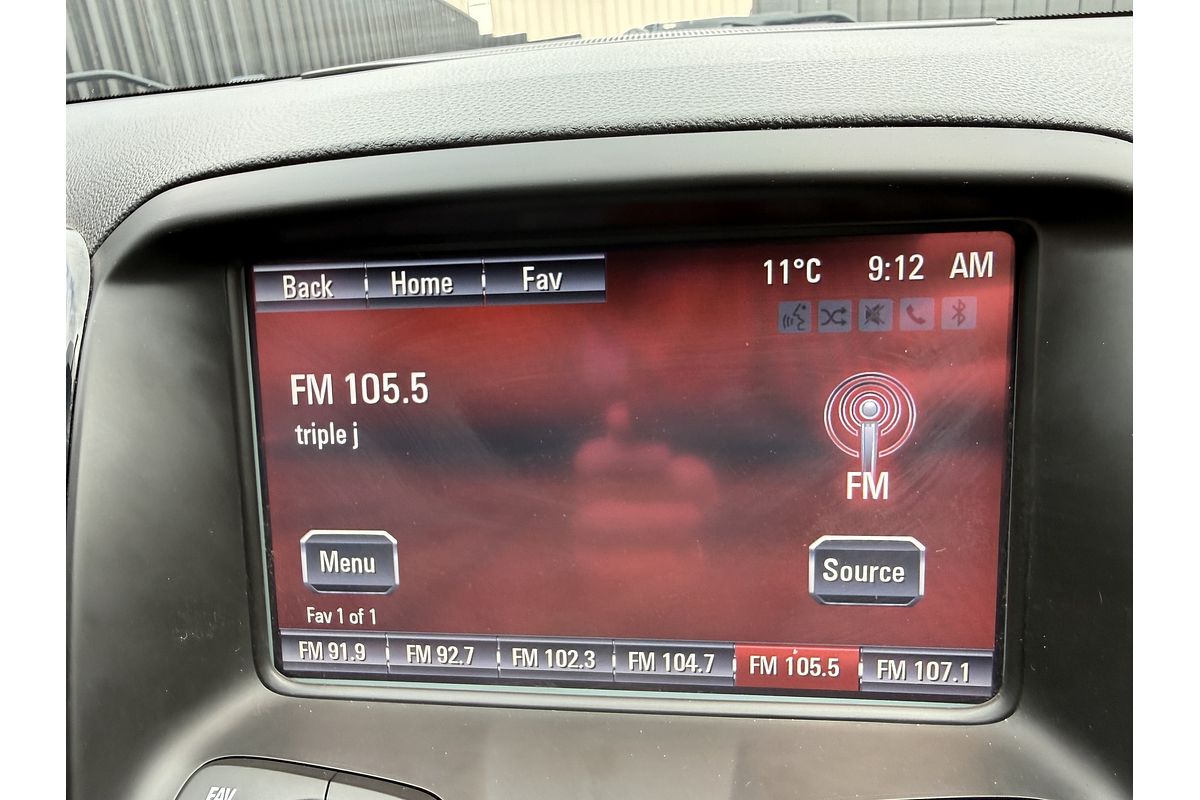 Back Home Fav 11°C 9:12 AM
FM 105.5
triple j
FM
Menu Source
Fav 1 of 1
FM 91.9 FM 92.7 FM 102.3 FM 104.7 FM 105.5 FM 107.1
FAV